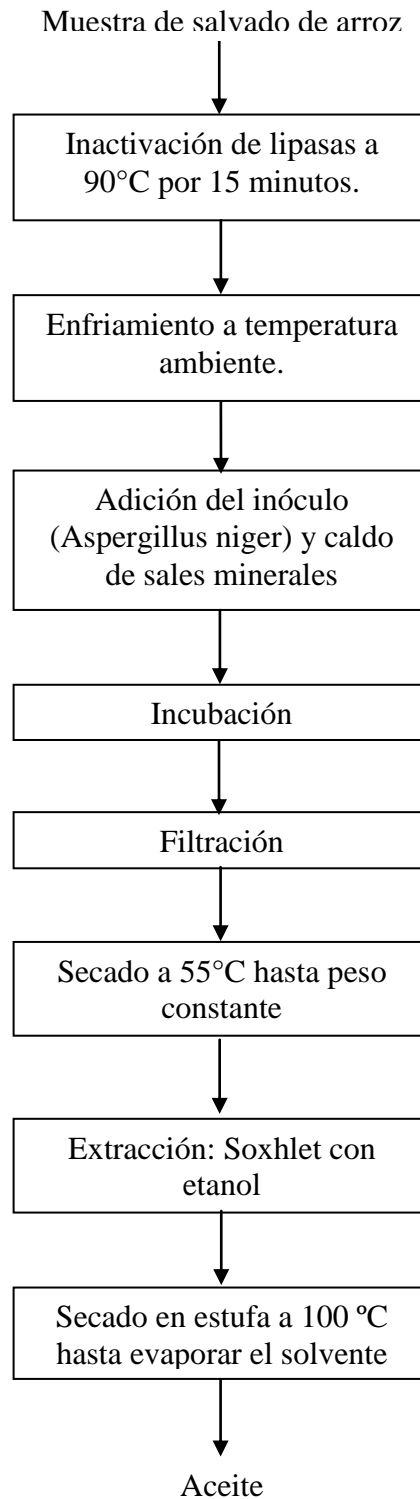 Muestra de salvado de arroz
Inactivación de lipasas a
90°C por 15 minutos.
Enfriamiento a temperatura
ambiente.
Adición del inóculo
(Aspergillus niger) y caldo
de sales minerales
Incubación
Filtración
Secado a 55°C hasta peso
constante
Extracción: Soxhlet con
etanol
Secado en estufa a 100 ºC
hasta evaporar el solvente
Aceite